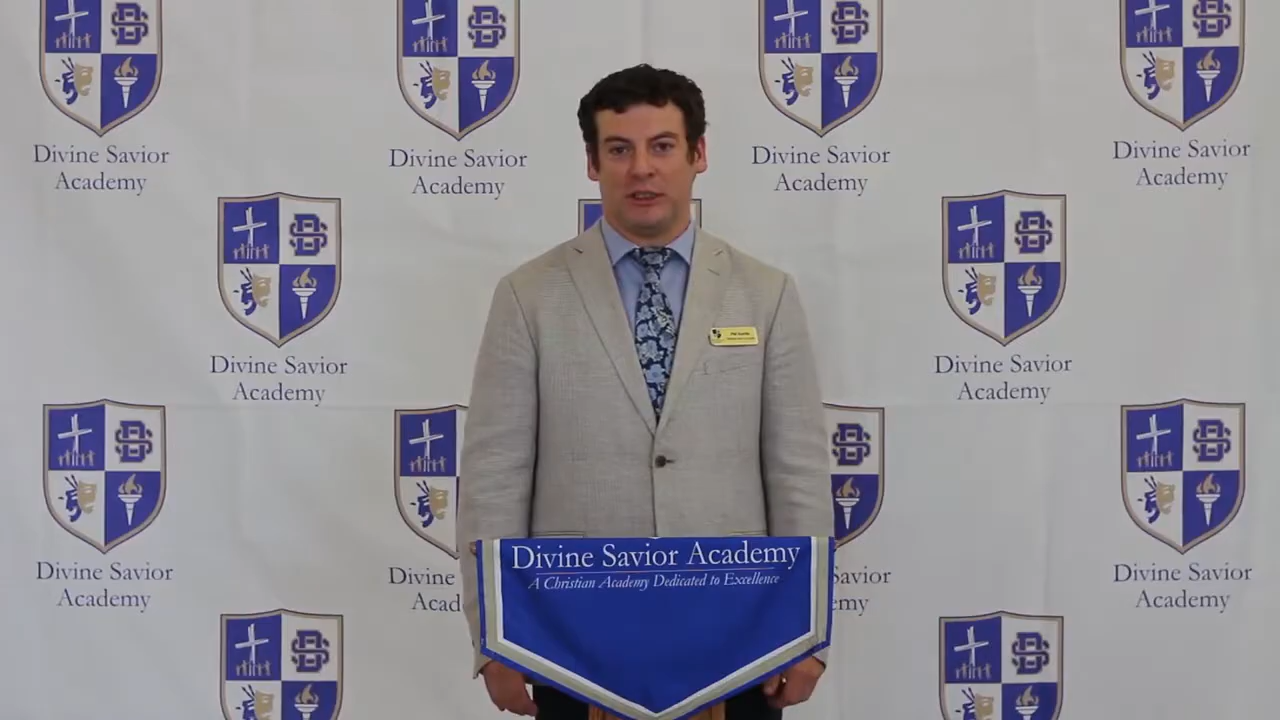 Divine Savior
Academy
Divine Savior
Academy
Divine Savior
Academy
Divine Savior
Academy
Divine Savior
Academy
Divine Savior
Academy
Divine Savior
Academy
Divine
Acad
Savior
emy
Divine Savior
Academy
Divine Savior Academy
A Christian Academy Dedicated to Excellence